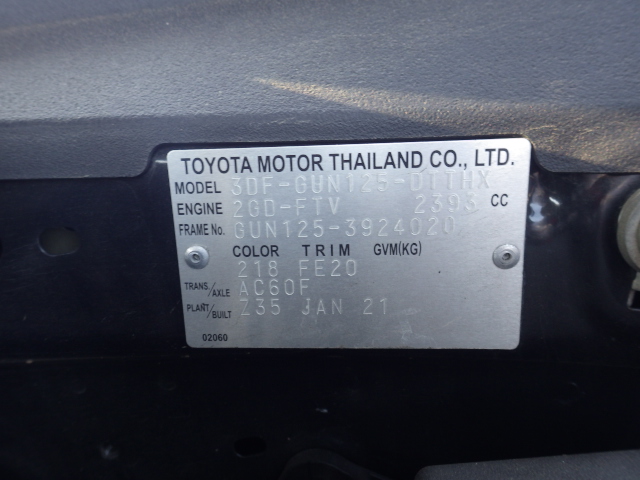 TOYOTA MOTOR THAILAND CO., LTD.
MODEL 3DF-GUN125-DTTHX
ENGINE 2GD-FTV 2393 CC
FRAME No. GUN125-3924020
COLOR TRIM GVM(KG)
218 FE20
TRANS/AXLE AC60F
PLANT/BUILT Z35 JAN 21
02060